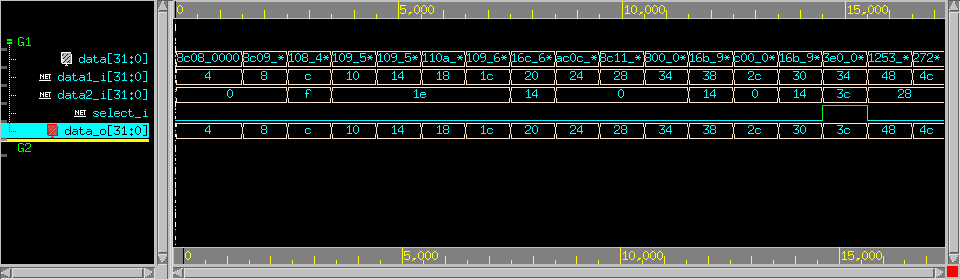 0 5,000 10,000 15,000
G1
data[31:0] 8c08_0000 8c09_* 108_4* 109_5* 109_5* 110a_* 109_6* 16c_6* ac0c_* 8c11_* 800_0* 16b_9* c00_0* 16b_9* 3e0_0* 1253_* 272*
NET data1_i[31:0] 4 8 c 10 14 18 1c 20 24 28 34 38 2c 30 34 48 4c
NET data2_i[31:0] 0 f 1e 14 0 14 0 14 3c 28
NET select_i
data_o[31:0] 4 8 c 10 14 18 1c 20 24 28 34 38 2c 30 3c 48 4c
G2
0 5,000 10,000 15,000